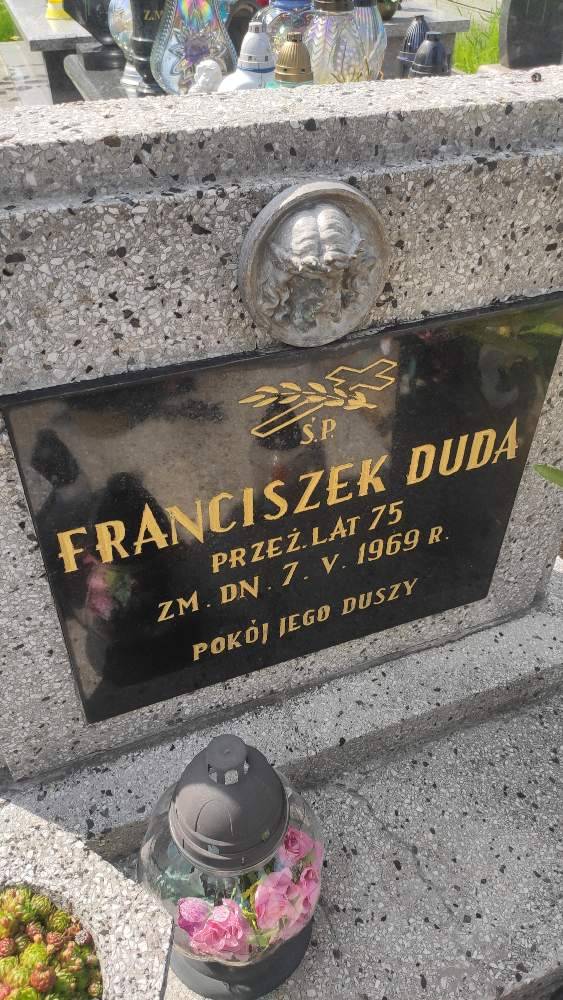 Ś.P.
FRANCISZEK DUDA
PRZEŻ. LAT 75
ZM. DN. 7. V. 1969 R.
POKÓJ JEGO DUSZY